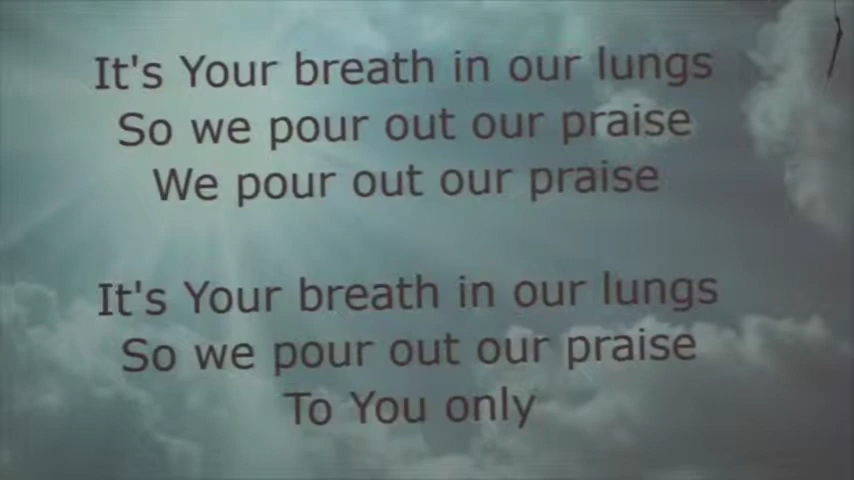 It's Your breath in our lungs
So we pour out our praise
We pour out our praise
It's Your breath in our lungs
So we pour out our praise
To You only